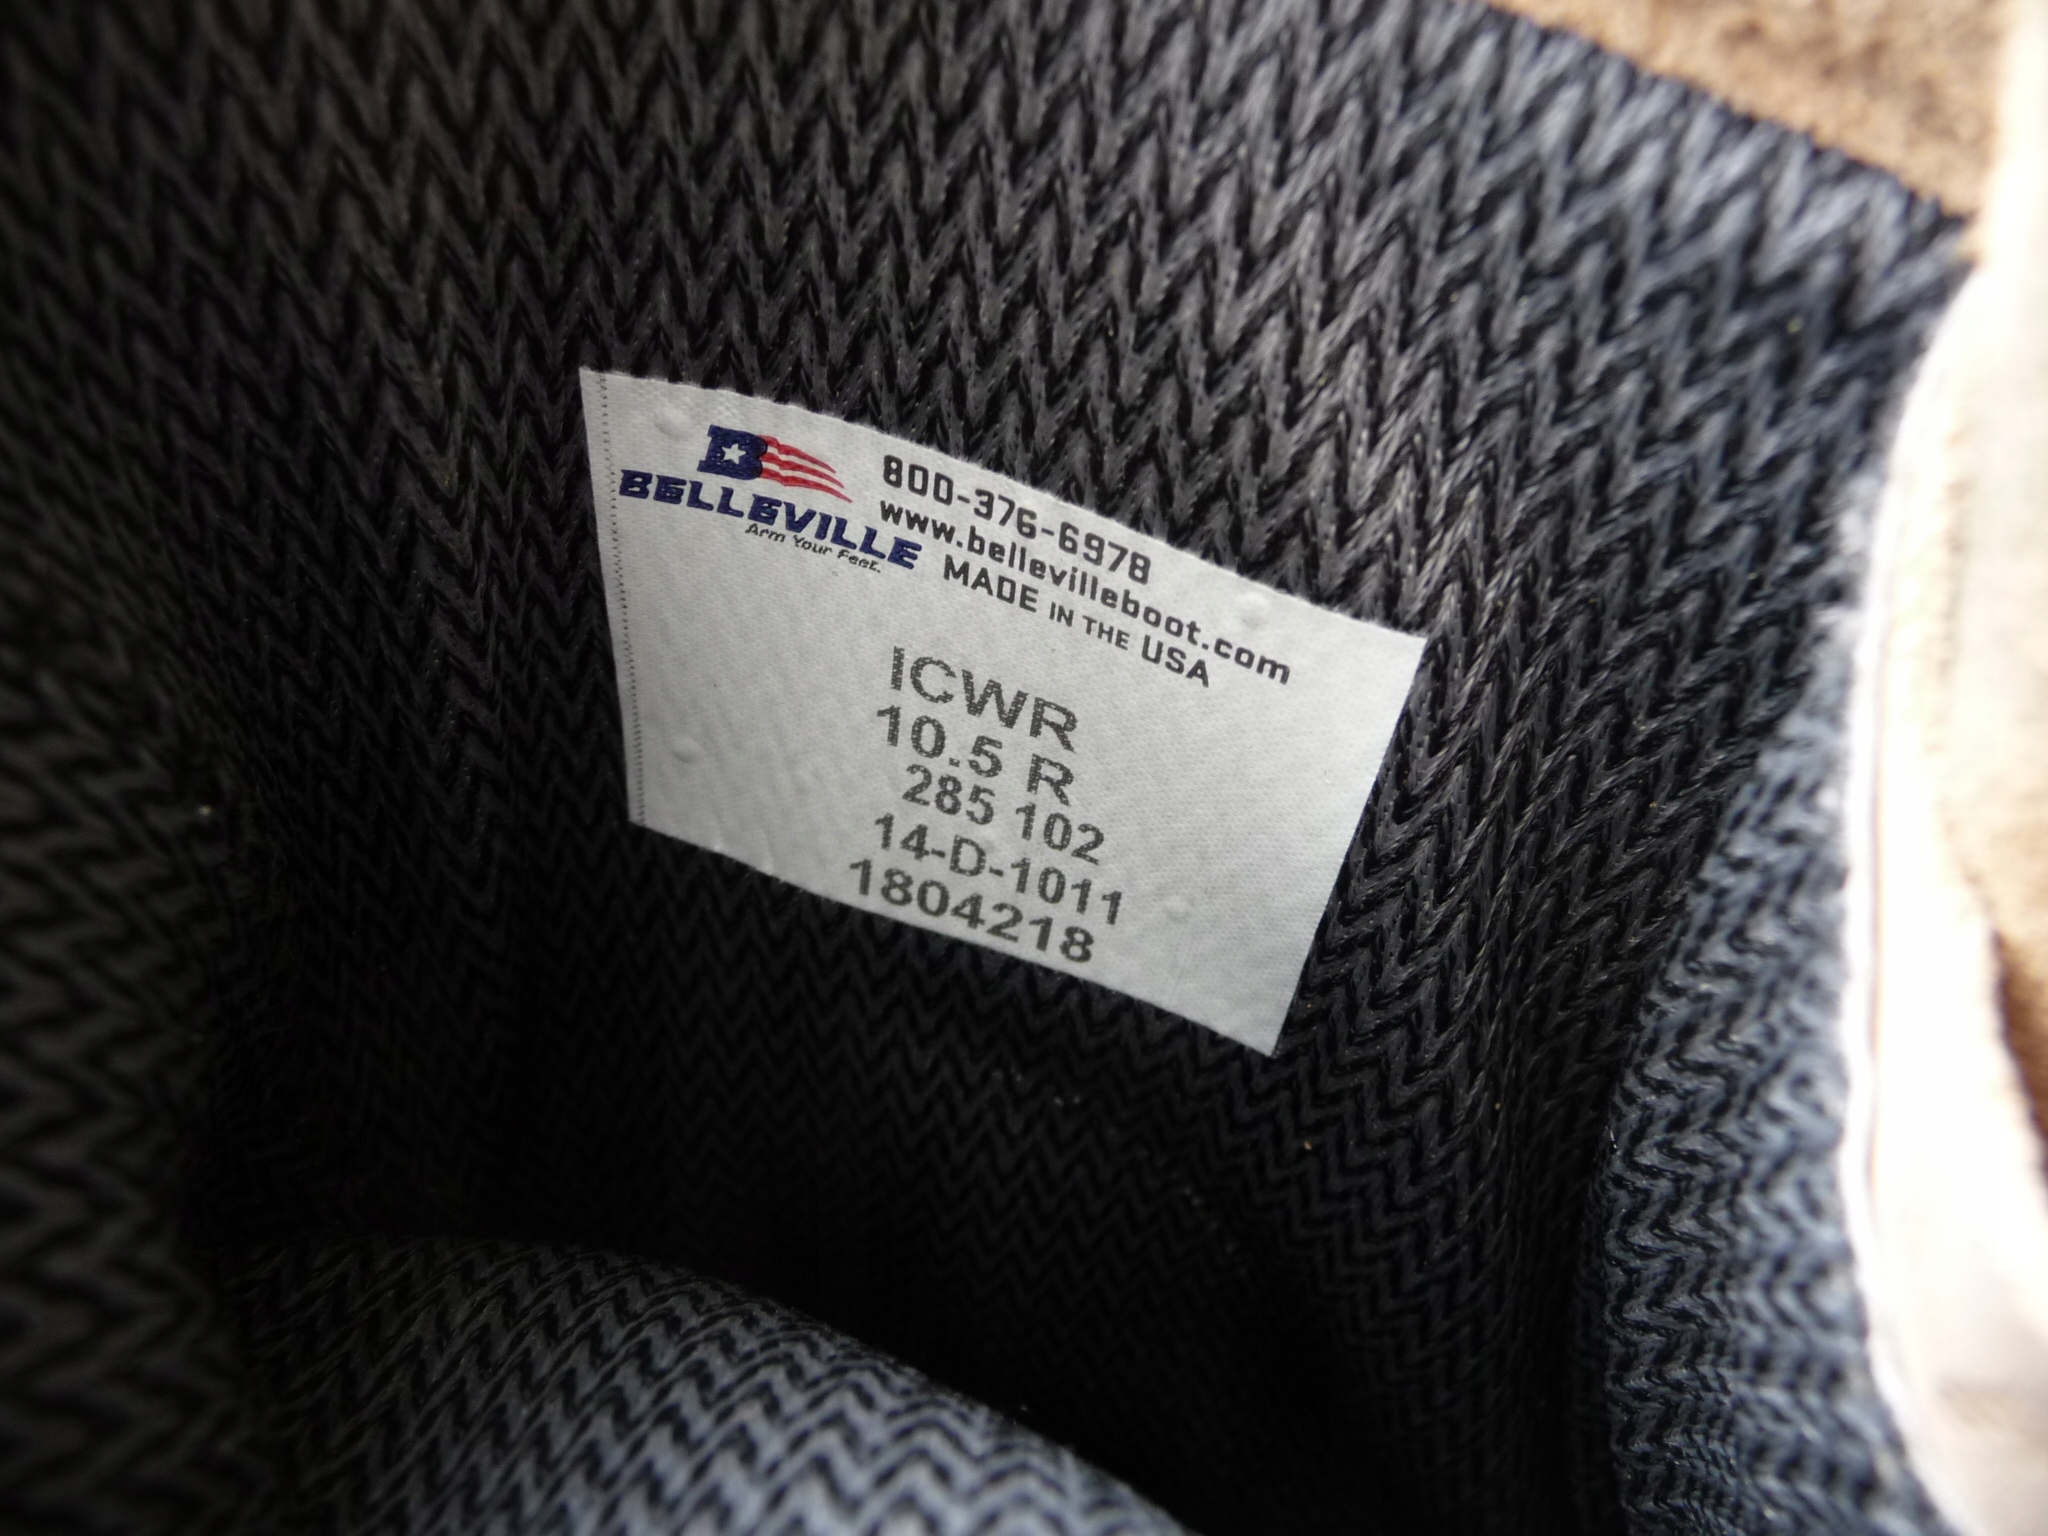 B
BELLEVILLE
Arm Your Feet.
800-376-6978
www.bellevilleboot.com
MADE IN THE USA
ICWR
10.5 R
285 102
14-D-1011
1804218